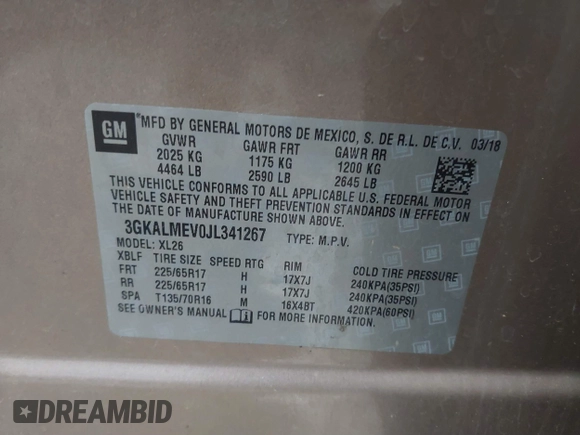 GM
*MFD BY GENERAL MOTORS DE MEXICO, S. DE R.L. DE C.V. 03/18
GVWR GAWR FRT GAWR RR
2025 KG 1175 KG 1200 KG
4464 LB 2590 LB 2645 LB
THIS VEHICLE CONFORMS TO ALL APPLICABLE U.S. FEDERAL MOTOR
VEHICLE SAFETY AND THEFT PREVENTION STANDARDS IN EFFECT ON
THE DATE OF MANUFACTURE SHOWN ABOVE.
3GKALMEV0JL341267 TYPE: M.P.V.
MODEL: XL26
XBLF TIRE SIZE SPEED RTG RIM COLD TIRE PRESSURE
FRT 225/65R17 H 17X7J 240KPA(35PSI)
RR 225/65R17 H 17X7J 240KPA(35PSI)
SPA T135/70R16 M 16X4BT 420KPA(60PSI)
SEE OWNER'S MANUAL FOR MORE INFORMATION.
DREAMBID